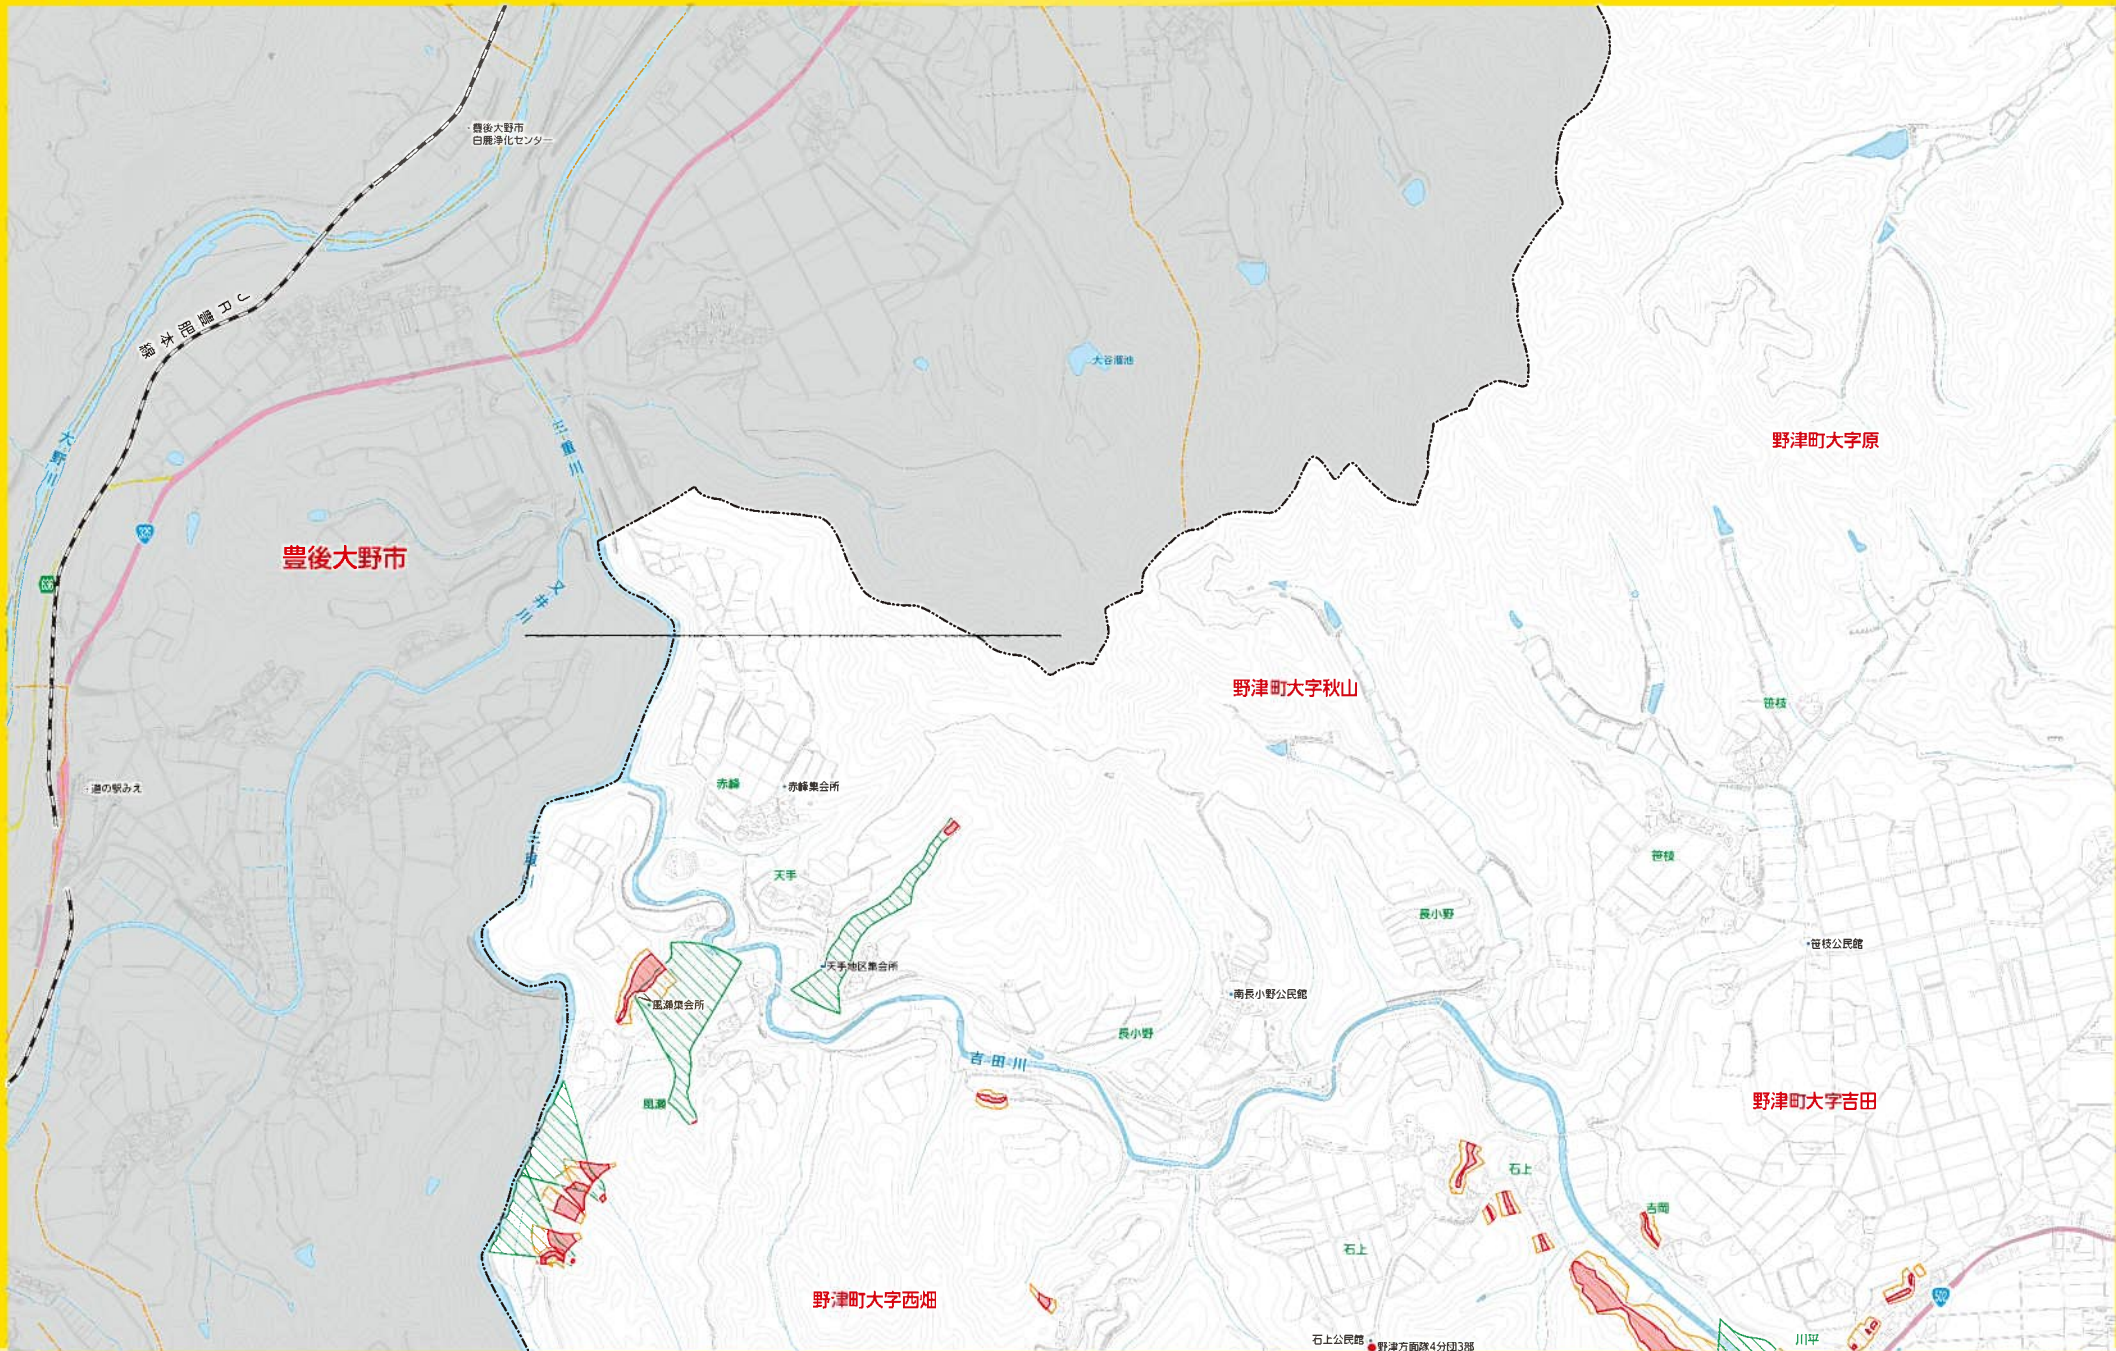 豊後大野市
白鹿浄化センター
JR豊肥本線
大谷溜池
大野川
三重川
野津町大字原
326
豊後大野市
636
又井川
野津町大字秋山
笹枝
道の駅みえ
赤峰
赤峰集会所
笹枝
天手
長小野
笹枝公民館
天手地区集会所
南長小野公民館
風瀬集会所
長小野
吉田川
風瀬
野津町大字吉田
石上
吉岡
石上
野津町大字西畑
502
石上公民館
野津方面隊4分団3部
川平